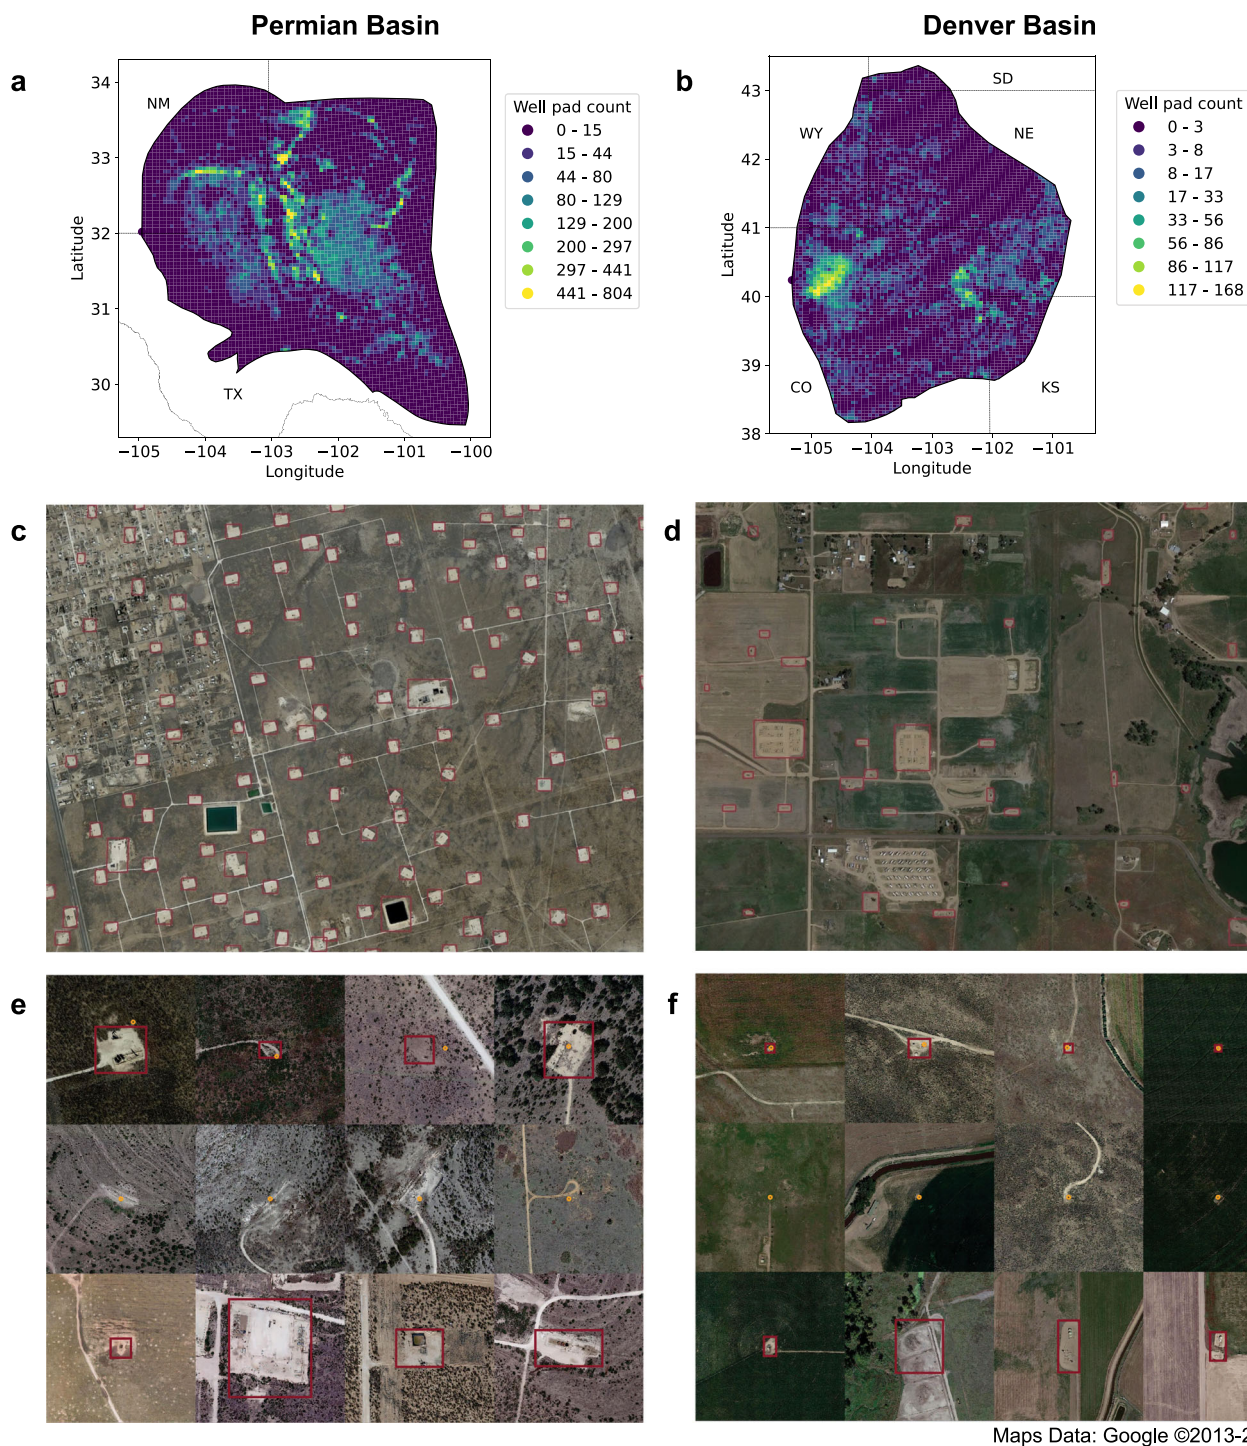 Permian Basin
Denver Basin
a
34
33
32
31
30
Latitude
NM
TX
−105
−104
−103
−102
−101
−100
Longitude
Well pad count
0 - 15
15 - 44
44 - 80
80 - 129
129 - 200
200 - 297
297 - 441
441 - 804
b
43
42
41
40
39
38
Latitude
SD
WY
NE
CO
KS
−105
−104
−103
−102
−101
Longitude
Well pad count
0 - 3
3 - 8
8 - 17
17 - 33
33 - 56
56 - 86
86 - 117
117 - 168
c
d
e
f
Maps Data: Google ©2013-2